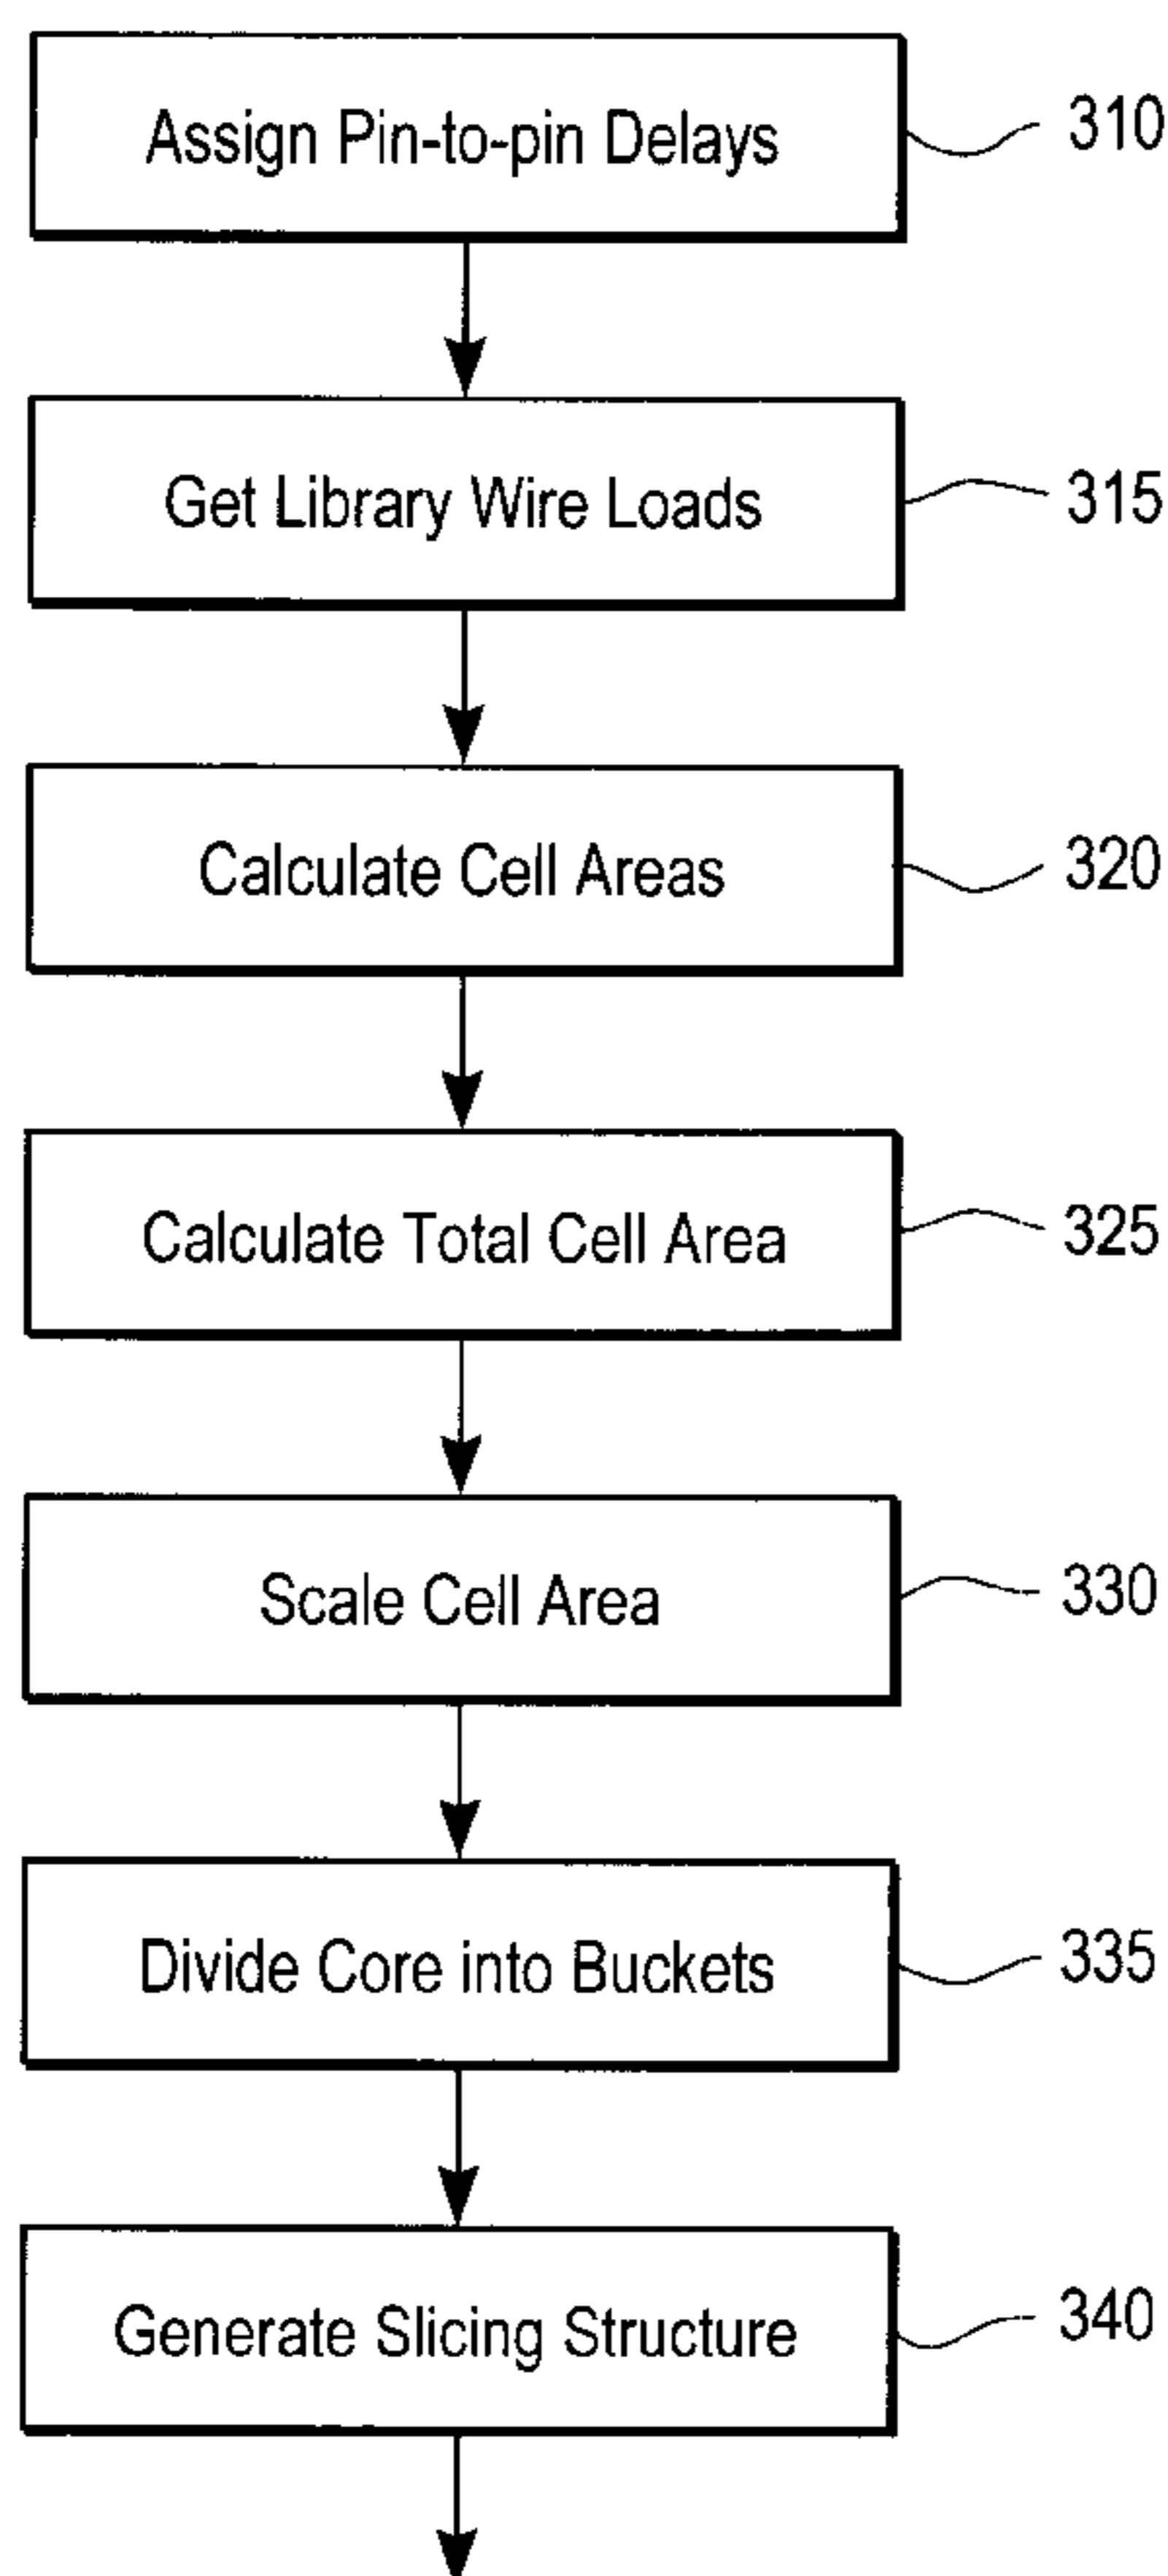 Assign Pin-to-pin Delays 310
Get Library Wire Loads 315
Calculate Cell Areas 320
Calculate Total Cell Area 325
Scale Cell Area 330
Divide Core into Buckets 335
Generate Slicing Structure 340